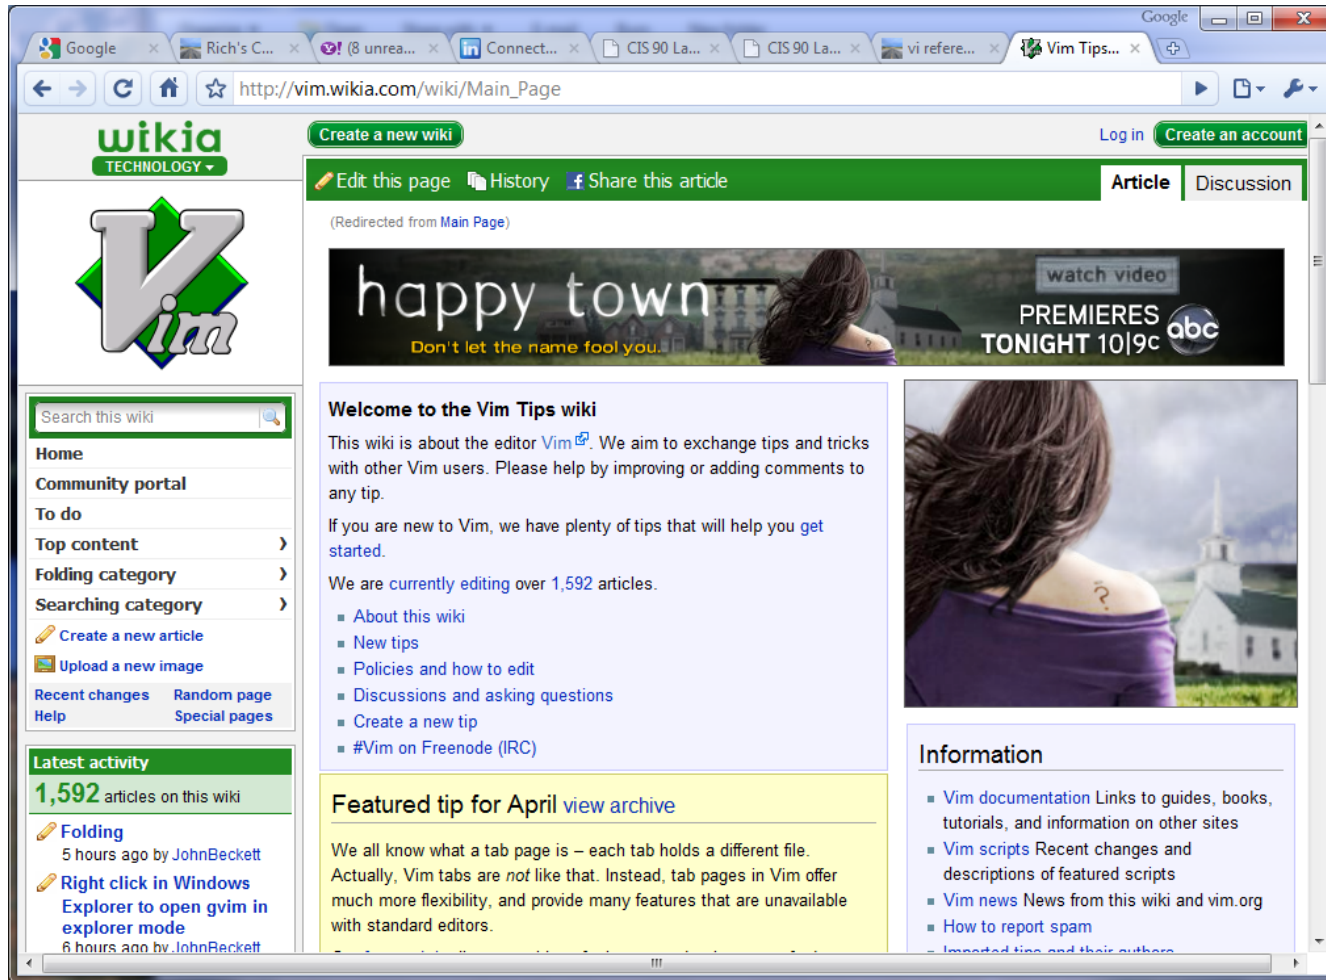 Google
Google
Rich's C...
(8 unrea...
Connect...
CIS 90 La...
CIS 90 La...
vi refere...
Vim Tips...
http://vim.wikia.com/wiki/Main_Page
wikia
TECHNOLOGY
Create a new wiki
Log in
Create an account
Edit this page
History
Share this article
Article
Discussion
(Redirected from Main Page)
Vim
happy town
Don't let the name fool you.
watch video
PREMIERES
TONIGHT 10|9c
abc
Search this wiki
Home
Community portal
To do
Top content
Folding category
Searching category
Create a new article
Upload a new image
Recent changes Random page
Help Special pages
Latest activity
1,592 articles on this wiki
Folding
5 hours ago by JohnBeckett
Right click in Windows
Explorer to open gvim in
explorer mode
6 hours ago by JohnBeckett
Welcome to the Vim Tips wiki
This wiki is about the editor Vim. We aim to exchange tips and tricks
with other Vim users. Please help by improving or adding comments to
any tip.
If you are new to Vim, we have plenty of tips that will help you get
started.
We are currently editing over 1,592 articles.
About this wiki
New tips
Policies and how to edit
Discussions and asking questions
Create a new tip
#Vim on Freenode (IRC)
Featured tip for April view archive
We all know what a tab page is – each tab holds a different file.
Actually, Vim tabs are not like that. Instead, tab pages in Vim offer
much more flexibility, and provide many features that are unavailable
with standard editors.
?
Information
Vim documentation Links to guides, books,
tutorials, and information on other sites
Vim scripts Recent changes and
descriptions of featured scripts
Vim news News from this wiki and vim.org
How to report spam
Imported tips and their authors